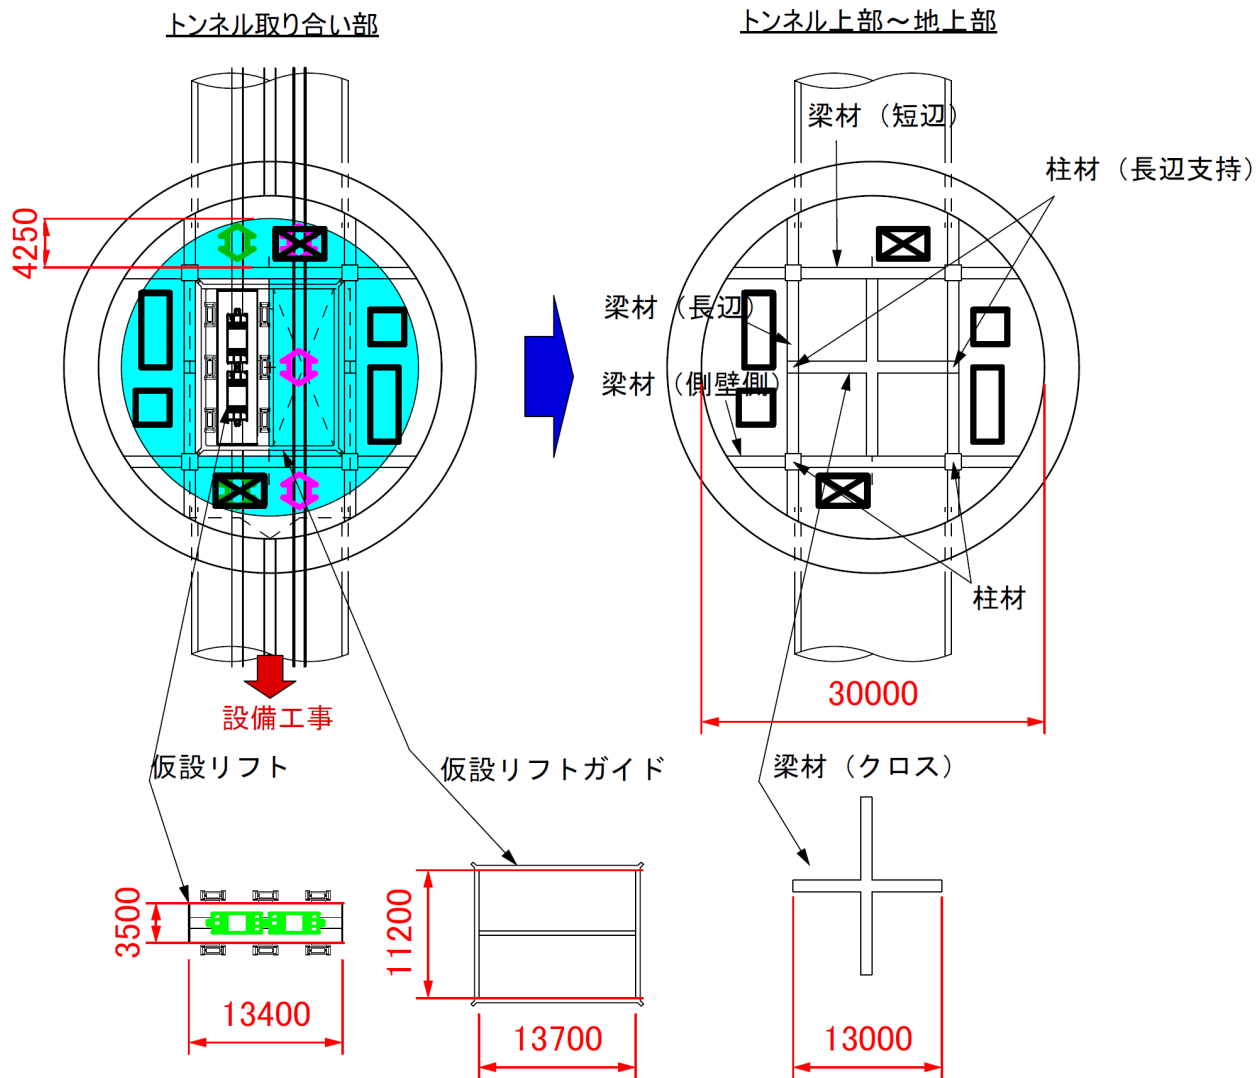 トンネル取り合い部
トンネル上部～地上部
梁材（短辺）
柱材（長辺支持）
4250
梁材（長辺）
梁材（側壁側）
柱材
30000
設備工事
仮設リフト
仮設リフトガイド
梁材（クロス）
3500
13400
11200
13700
13000